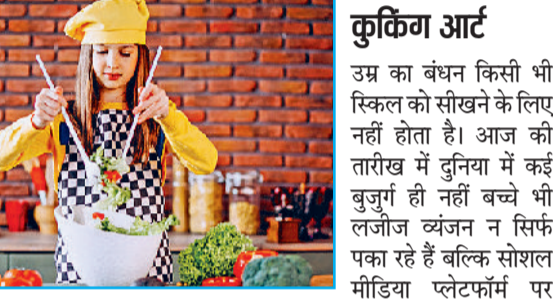 कुकिंग आर्ट
उम्र का बंधन किसी भी
स्किल को सीखने के लिए
नहीं होता है। आज की
तारीख में दुनिया में कई
बुजुर्ग ही नहीं बच्चे भी
लजीज व्यंजन न सिर्फ
पका रहे हैं बल्कि सोशल
मीडिया प्लेटफॉर्म पर